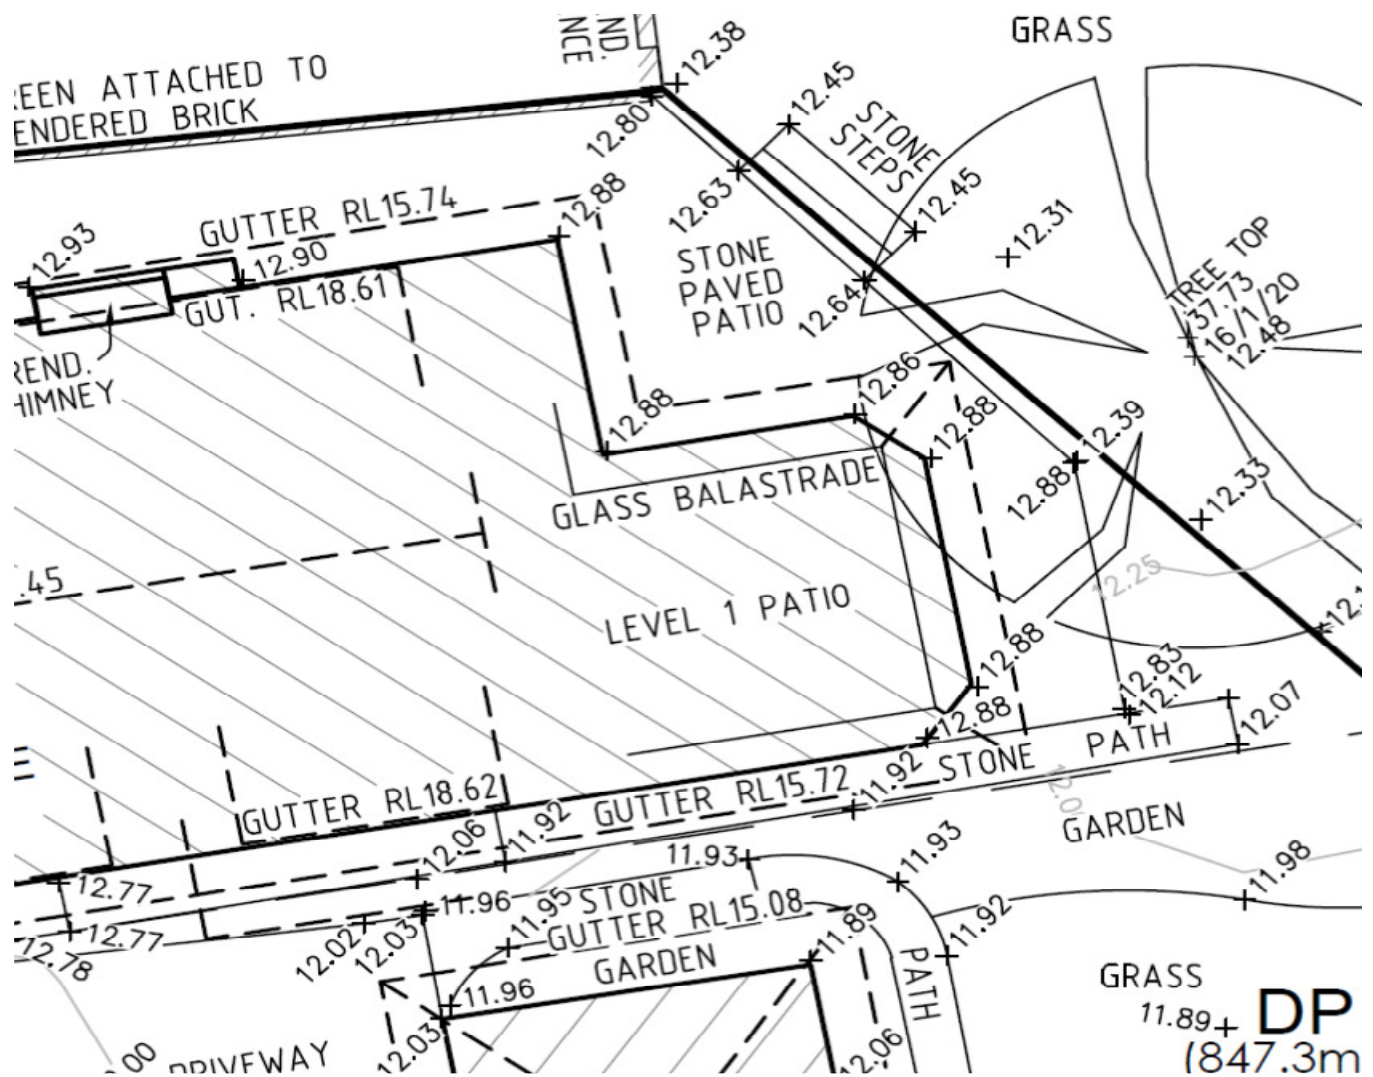 ND.
NCE
GRASS
12.38
REEN ATTACHED TO
ENDERED BRICK
12.80
12.45
STONE
STEPS
12.63
12.45
12.31
12.88
GUTTER RL15.74
12.93
12.90
GUT. RL18.61
STONE
PAVED
PATIO
12.64
TREE TOP
37.73
16/1/20
12.48
REND.
HIMNEY
12.86
12.88
12.88
12.39
12.88
12.33
GLASS BALASTRADE
12.25
.45
LEVEL 1 PATIO
12.1
12.88
12.83
12.12
12.88
12.07
STONE PATH
E
GUTTER RL18.62
GUTTER RL15.72
11.92
12.0
GARDEN
12.06
11.92
11.93
11.93
11.98
12.77
11.96
STONE
11.95
GUTTER RL15.08
11.89
11.92
12.77
12.78
12.02
12.03
GARDEN
PATH
11.96
GRASS
11.89
DP
12.03
12.06
.00
DRIVEWAY
(847.3m